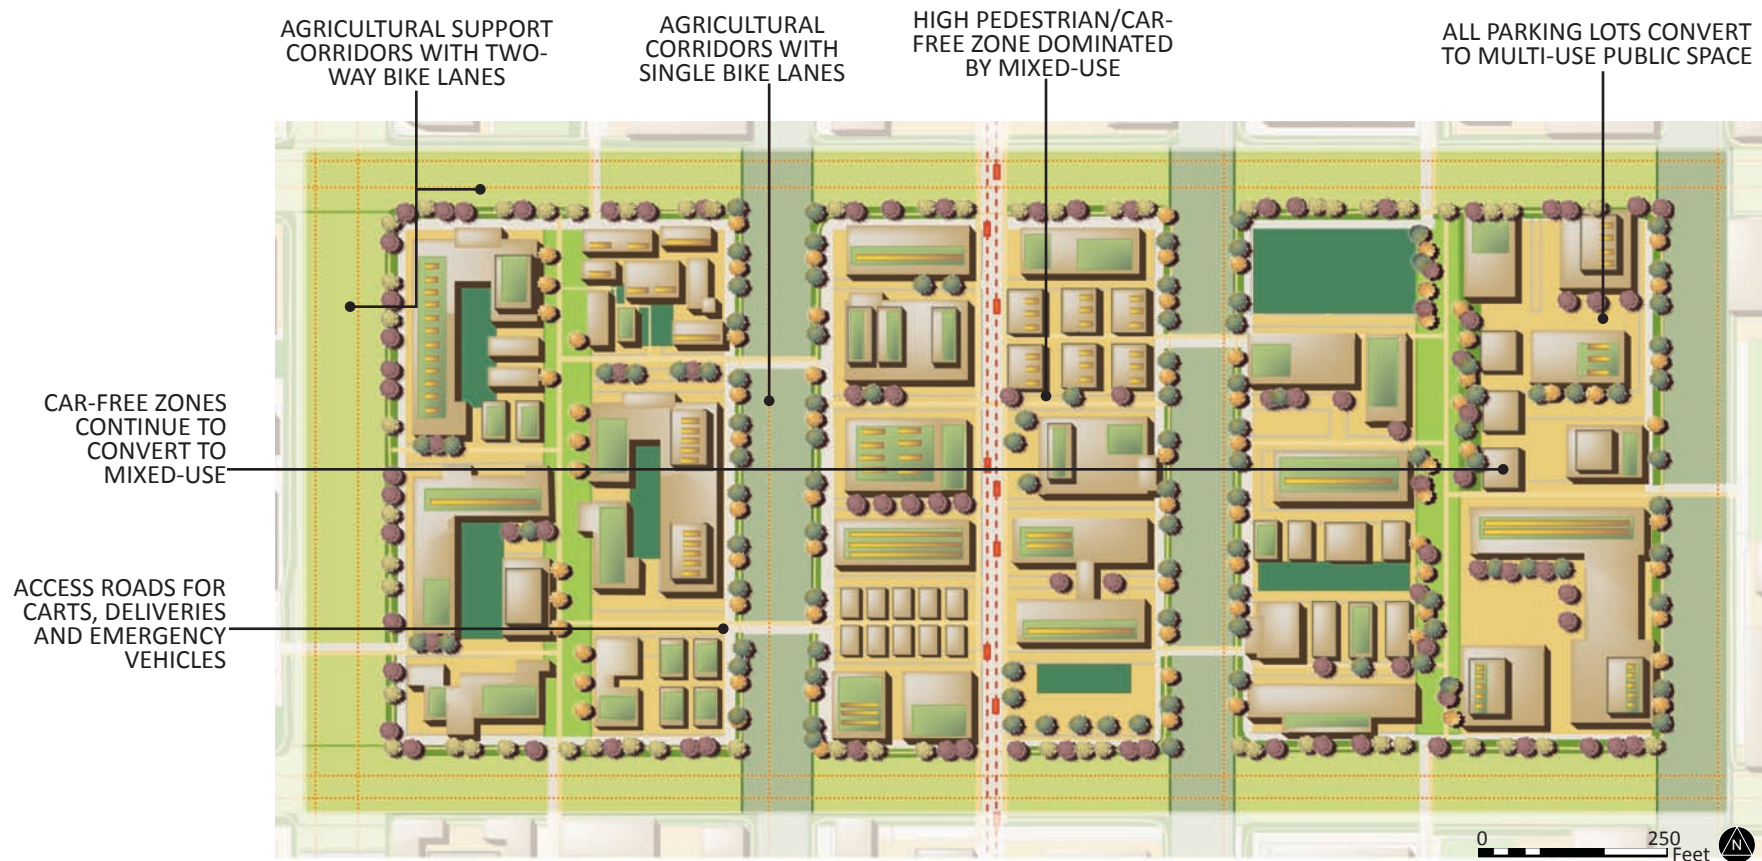 AGRICULTURAL SUPPORT
CORRIDORS WITH TWO-
WAY BIKE LANES
AGRICULTURAL
CORRIDORS WITH
SINGLE BIKE LANES
HIGH PEDESTRIAN/CAR-
FREE ZONE DOMINATED
BY MIXED-USE
ALL PARKING LOTS CONVERT
TO MULTI-USE PUBLIC SPACE
CAR-FREE ZONES
CONTINUE TO
CONVERT TO
MIXED-USE
ACCESS ROADS FOR
CARTS, DELIVERIES
AND EMERGENCY
VEHICLES
0 250
Feet
N